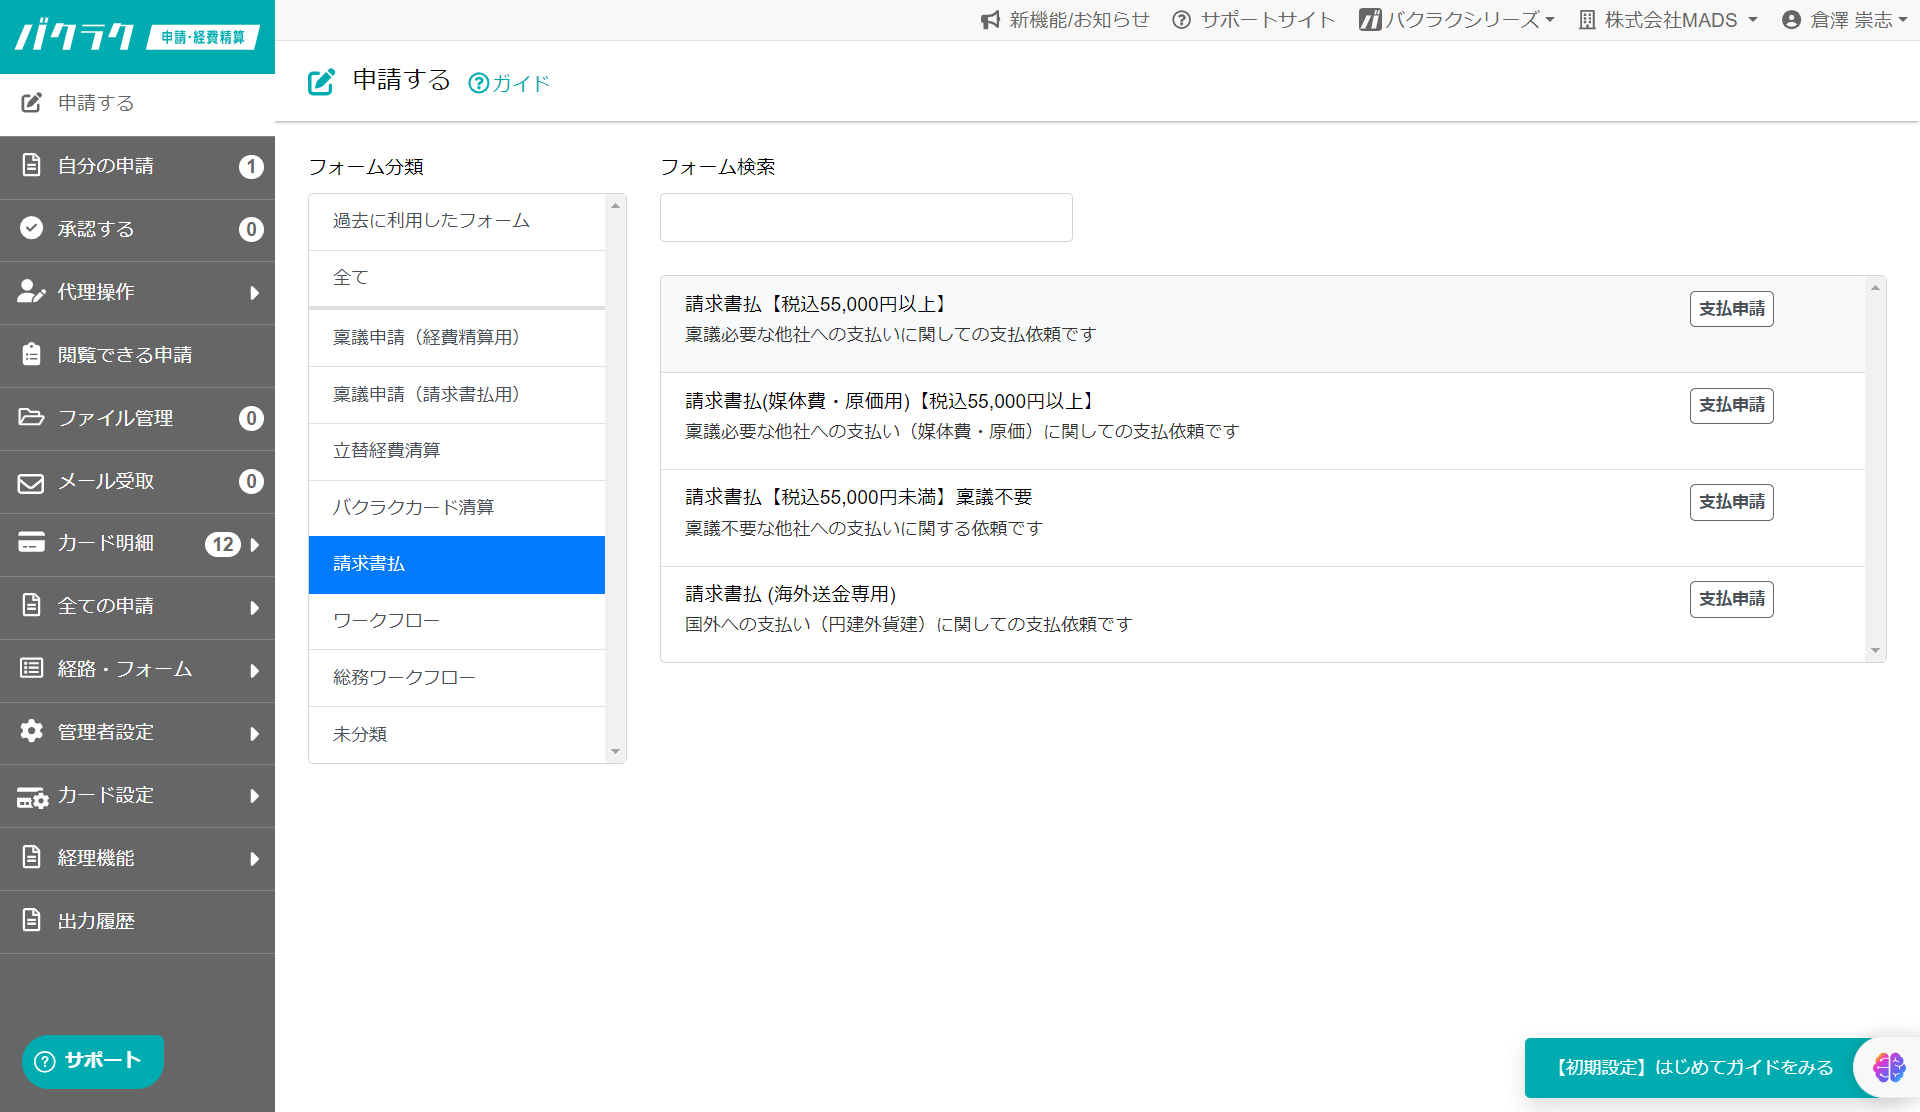 バクラク 申請・経費精算
新機能/お知らせ
サポートサイト
バクラクシリーズ
株式会社MADS
倉澤 崇志
申請する
ガイド
申請する
自分の申請 1
承認する 0
代理操作
閲覧できる申請
ファイル管理 0
メール受取 0
カード明細 12
全ての申請
経路・フォーム
管理者設定
カード設定
経理機能
出力履歴
サポート
フォーム分類
過去に利用したフォーム
全て
稟議申請（経費精算用）
稟議申請（請求書払用）
立替経費清算
バクラクカード清算
請求書払
ワークフロー
総務ワークフロー
未分類
フォーム検索
請求書払【税込55,000円以上】
稟議必要な他社への支払いに関しての支払依頼です
支払申請
請求書払(媒体費・原価用)【税込55,000円以上】
稟議必要な他社への支払い（媒体費・原価）に関しての支払依頼です
支払申請
請求書払【税込55,000円未満】稟議不要
稟議不要な他社への支払いに関する依頼です
支払申請
請求書払 (海外送金専用)
国外への支払い（円建外貨建）に関しての支払依頼です
支払申請
【初期設定】はじめてガイドをみる